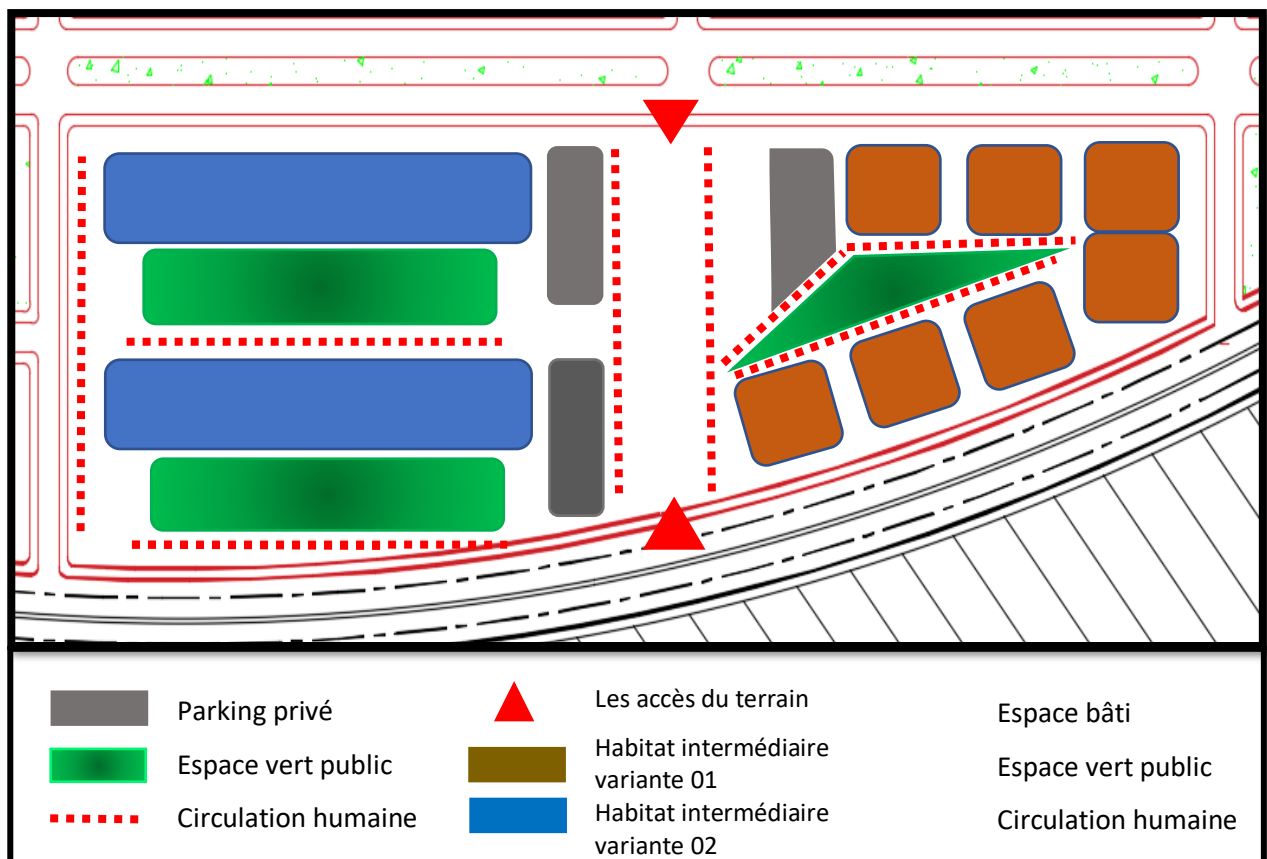 Parking privé
Espace vert public
Circulation humaine
Les accès du terrain
Habitat intermédiaire
variante 01
Habitat intermédiaire
variante 02
Espace bâti
Espace vert public
Circulation humaine